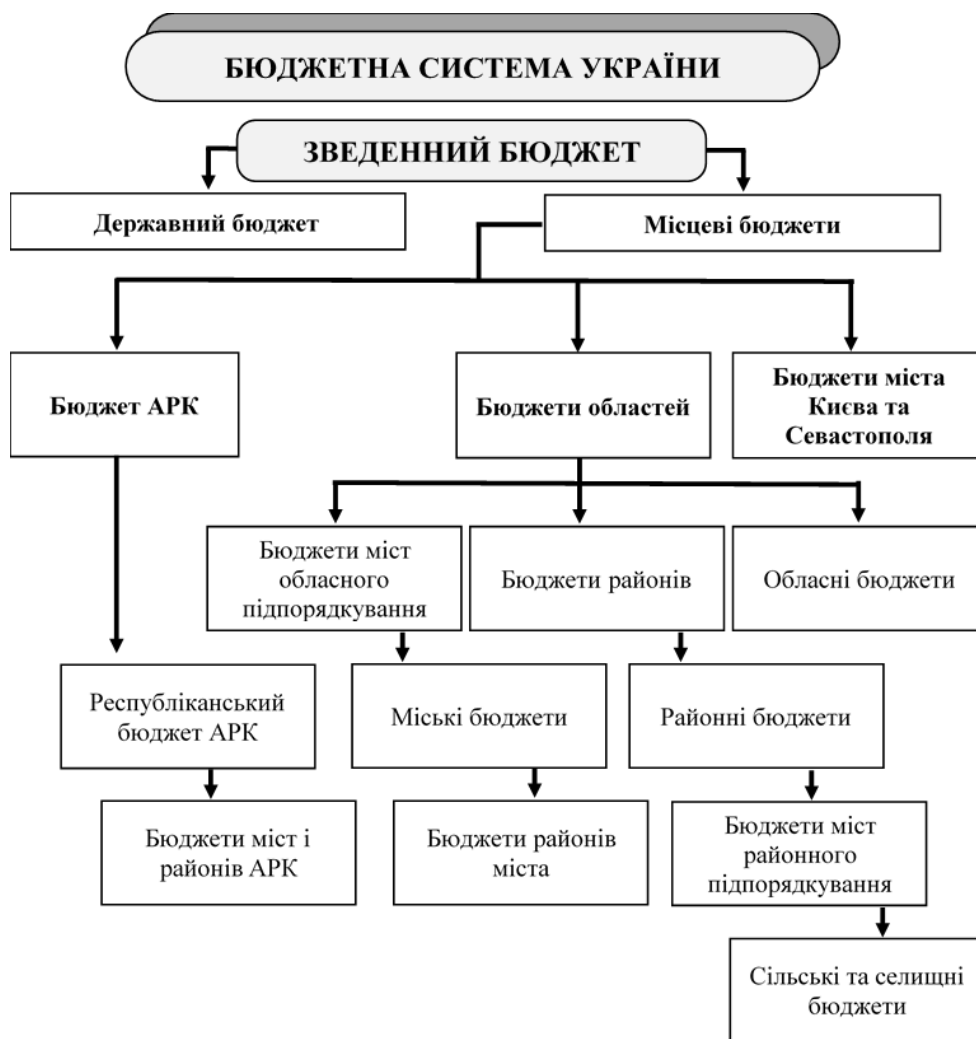 БЮДЖЕТНА СИСТЕМА УКРАЇНИ
ЗВЕДЕННИЙ БЮДЖЕТ
Державний бюджет
Місцеві бюджети
Бюджет АРК
Бюджети областей
Бюджети міста
Києва та
Севастополя
Бюджети міст
обласного
підпорядкування
Бюджети районів
Обласні бюджети
Республіканський
бюджет АРК
Міські бюджети
Районні бюджети
Бюджети міст і
районів АРК
Бюджети районів
міста
Бюджети міст
районного
підпорядкування
Сільські та селищні
бюджети